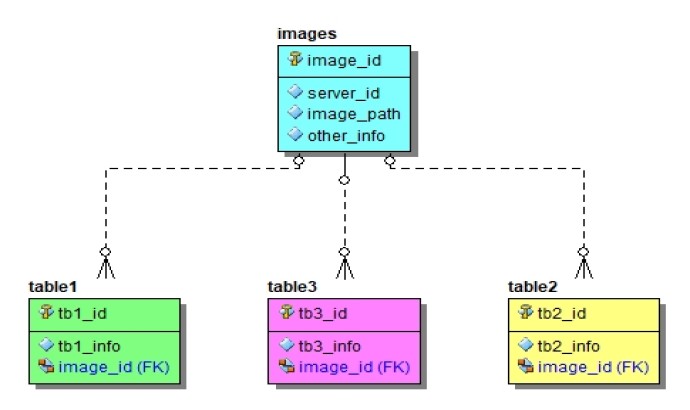 images
image_id
server_id
image_path
other_info
table1
tb1_id
tb1_info
image_id (FK)
table3
tb3_id
tb3_info
image_id (FK)
table2
tb2_id
tb2_info
image_id (FK)